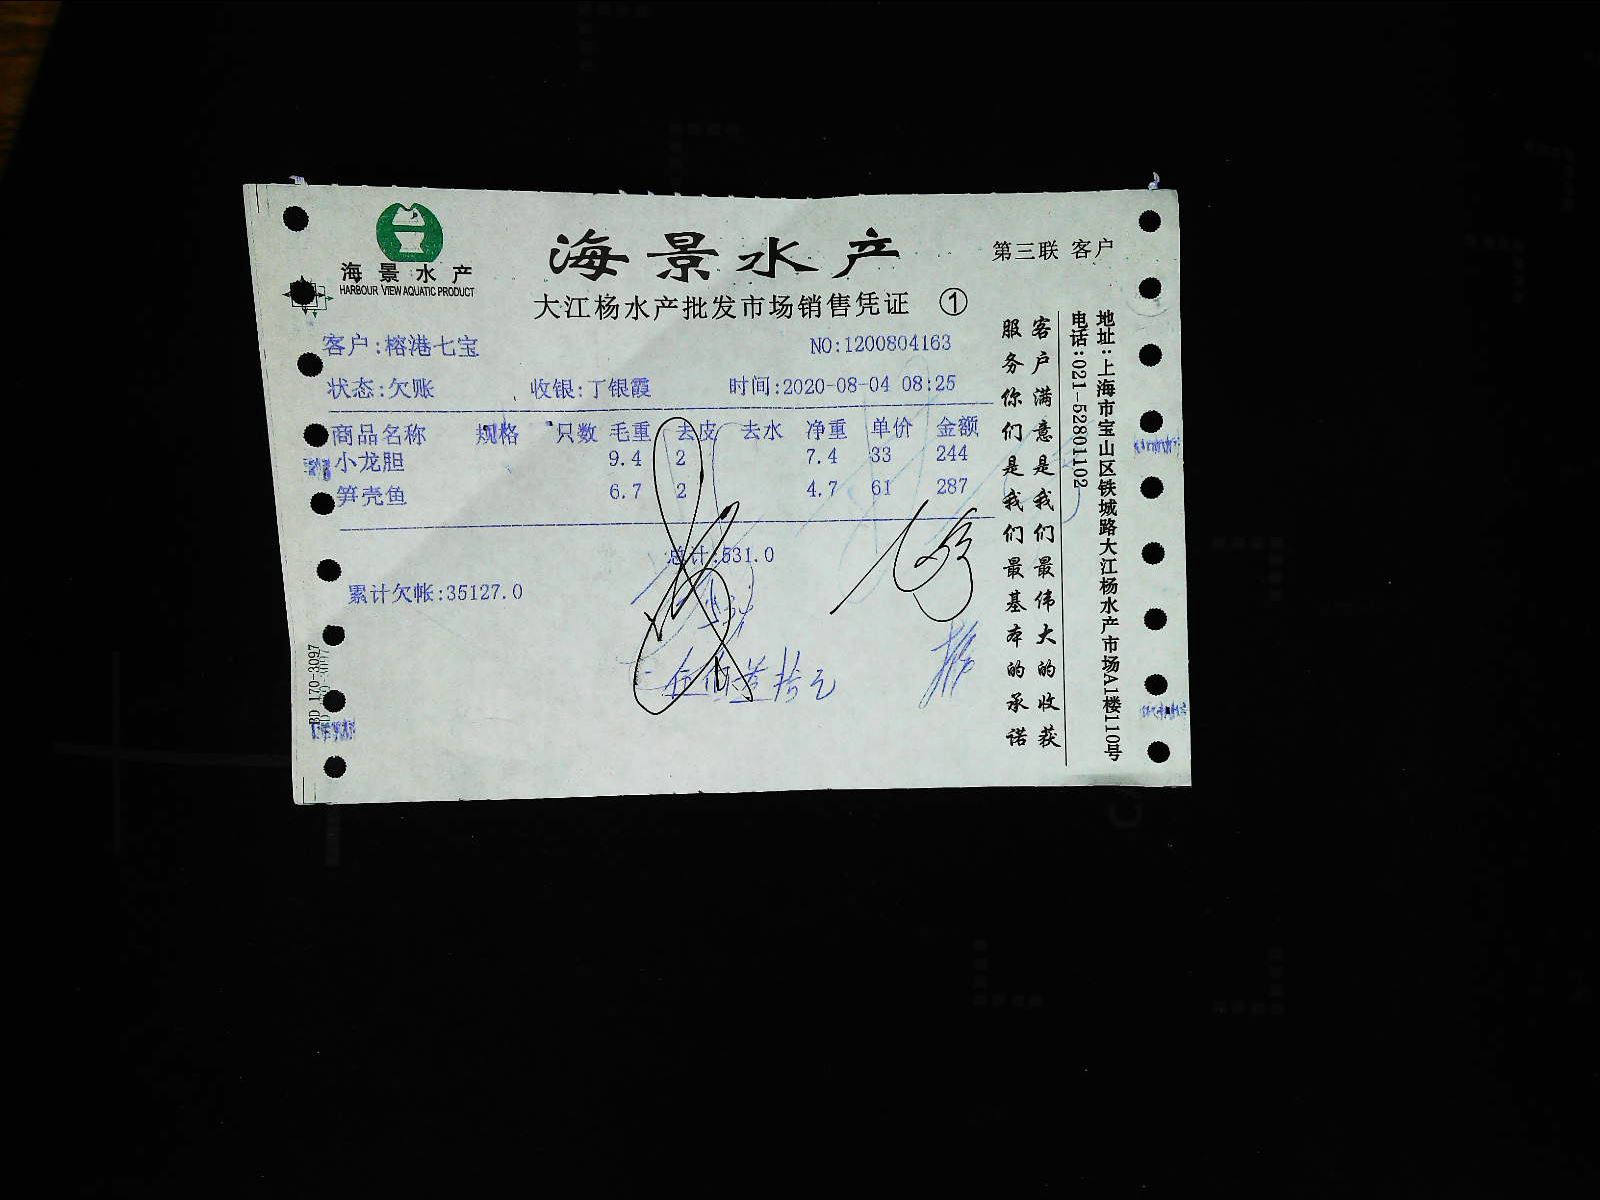 海景水产
HARBOUR VIEW AQUATIC PRODUCT
海景水产
第三联 客户
大江杨水产批发市场销售凭证 ①
客户:榕港七宝 NO:1200804163
状态:欠账 收银:丁银霞 时间:2020-08-04 08:25
商品名称 规格 只数 毛重 去皮 去水 净重 单价 金额
小龙胆 9.4 2 7.4 33 244
笋壳鱼 6.7 2 4.7 61 287
总计:531.0
累计欠帐:35127.0
伍佰叁拾元
客户满意是我们最伟大的收获
服务你们是我们最基本的承诺
地址:上海市宝山区铁城路大江杨水产市场A1楼110号
电话:021-52801102
170-3097